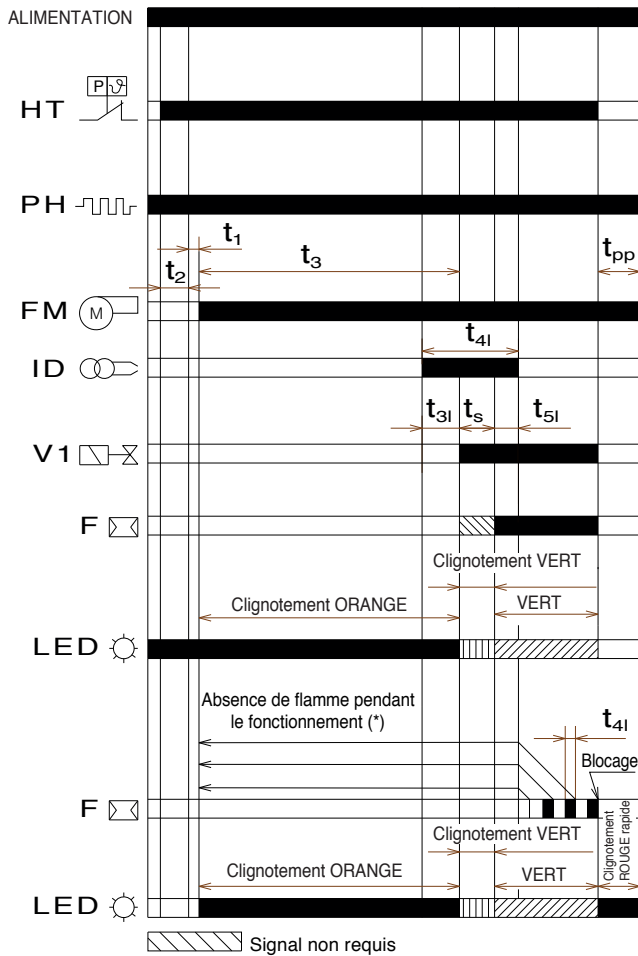 ALIMENTATION
P ϑ
HT
PH
t1
t3
tpp
t2
FM
M
t4l
ID
t3l ts t5l
V1
F
Clignotement VERT
Clignotement ORANGE
VERT
LED
Absence de flamme pendant
le fonctionnement (*)
t4l
Blocage
F
Clignotement VERT
Clignotement
ROUGE rapide
Clignotement ORANGE
VERT
LED
Signal non requis